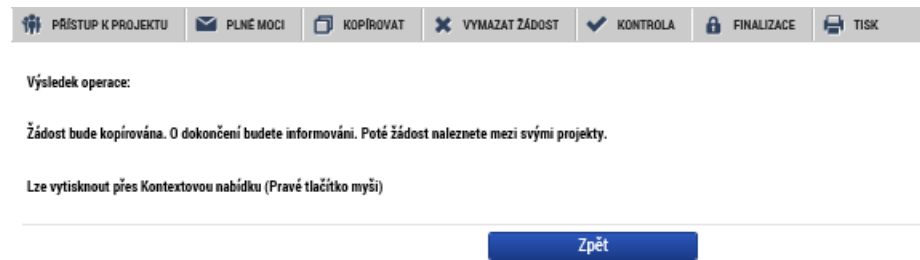 PŘÍSTUP K PROJEKTU PLNÉ MOCI KOPÍROVAT VYMAZAT ŽÁDOST KONTROLA FINALIZACE TISK
Výsledek operace:
Žádost bude kopírována. O dokončení budete informováni. Poté žádost naleznete mezi svými projekty.
Lze vytisknout přes Kontextovou nabídku (Pravé tlačítko myši)
Zpět